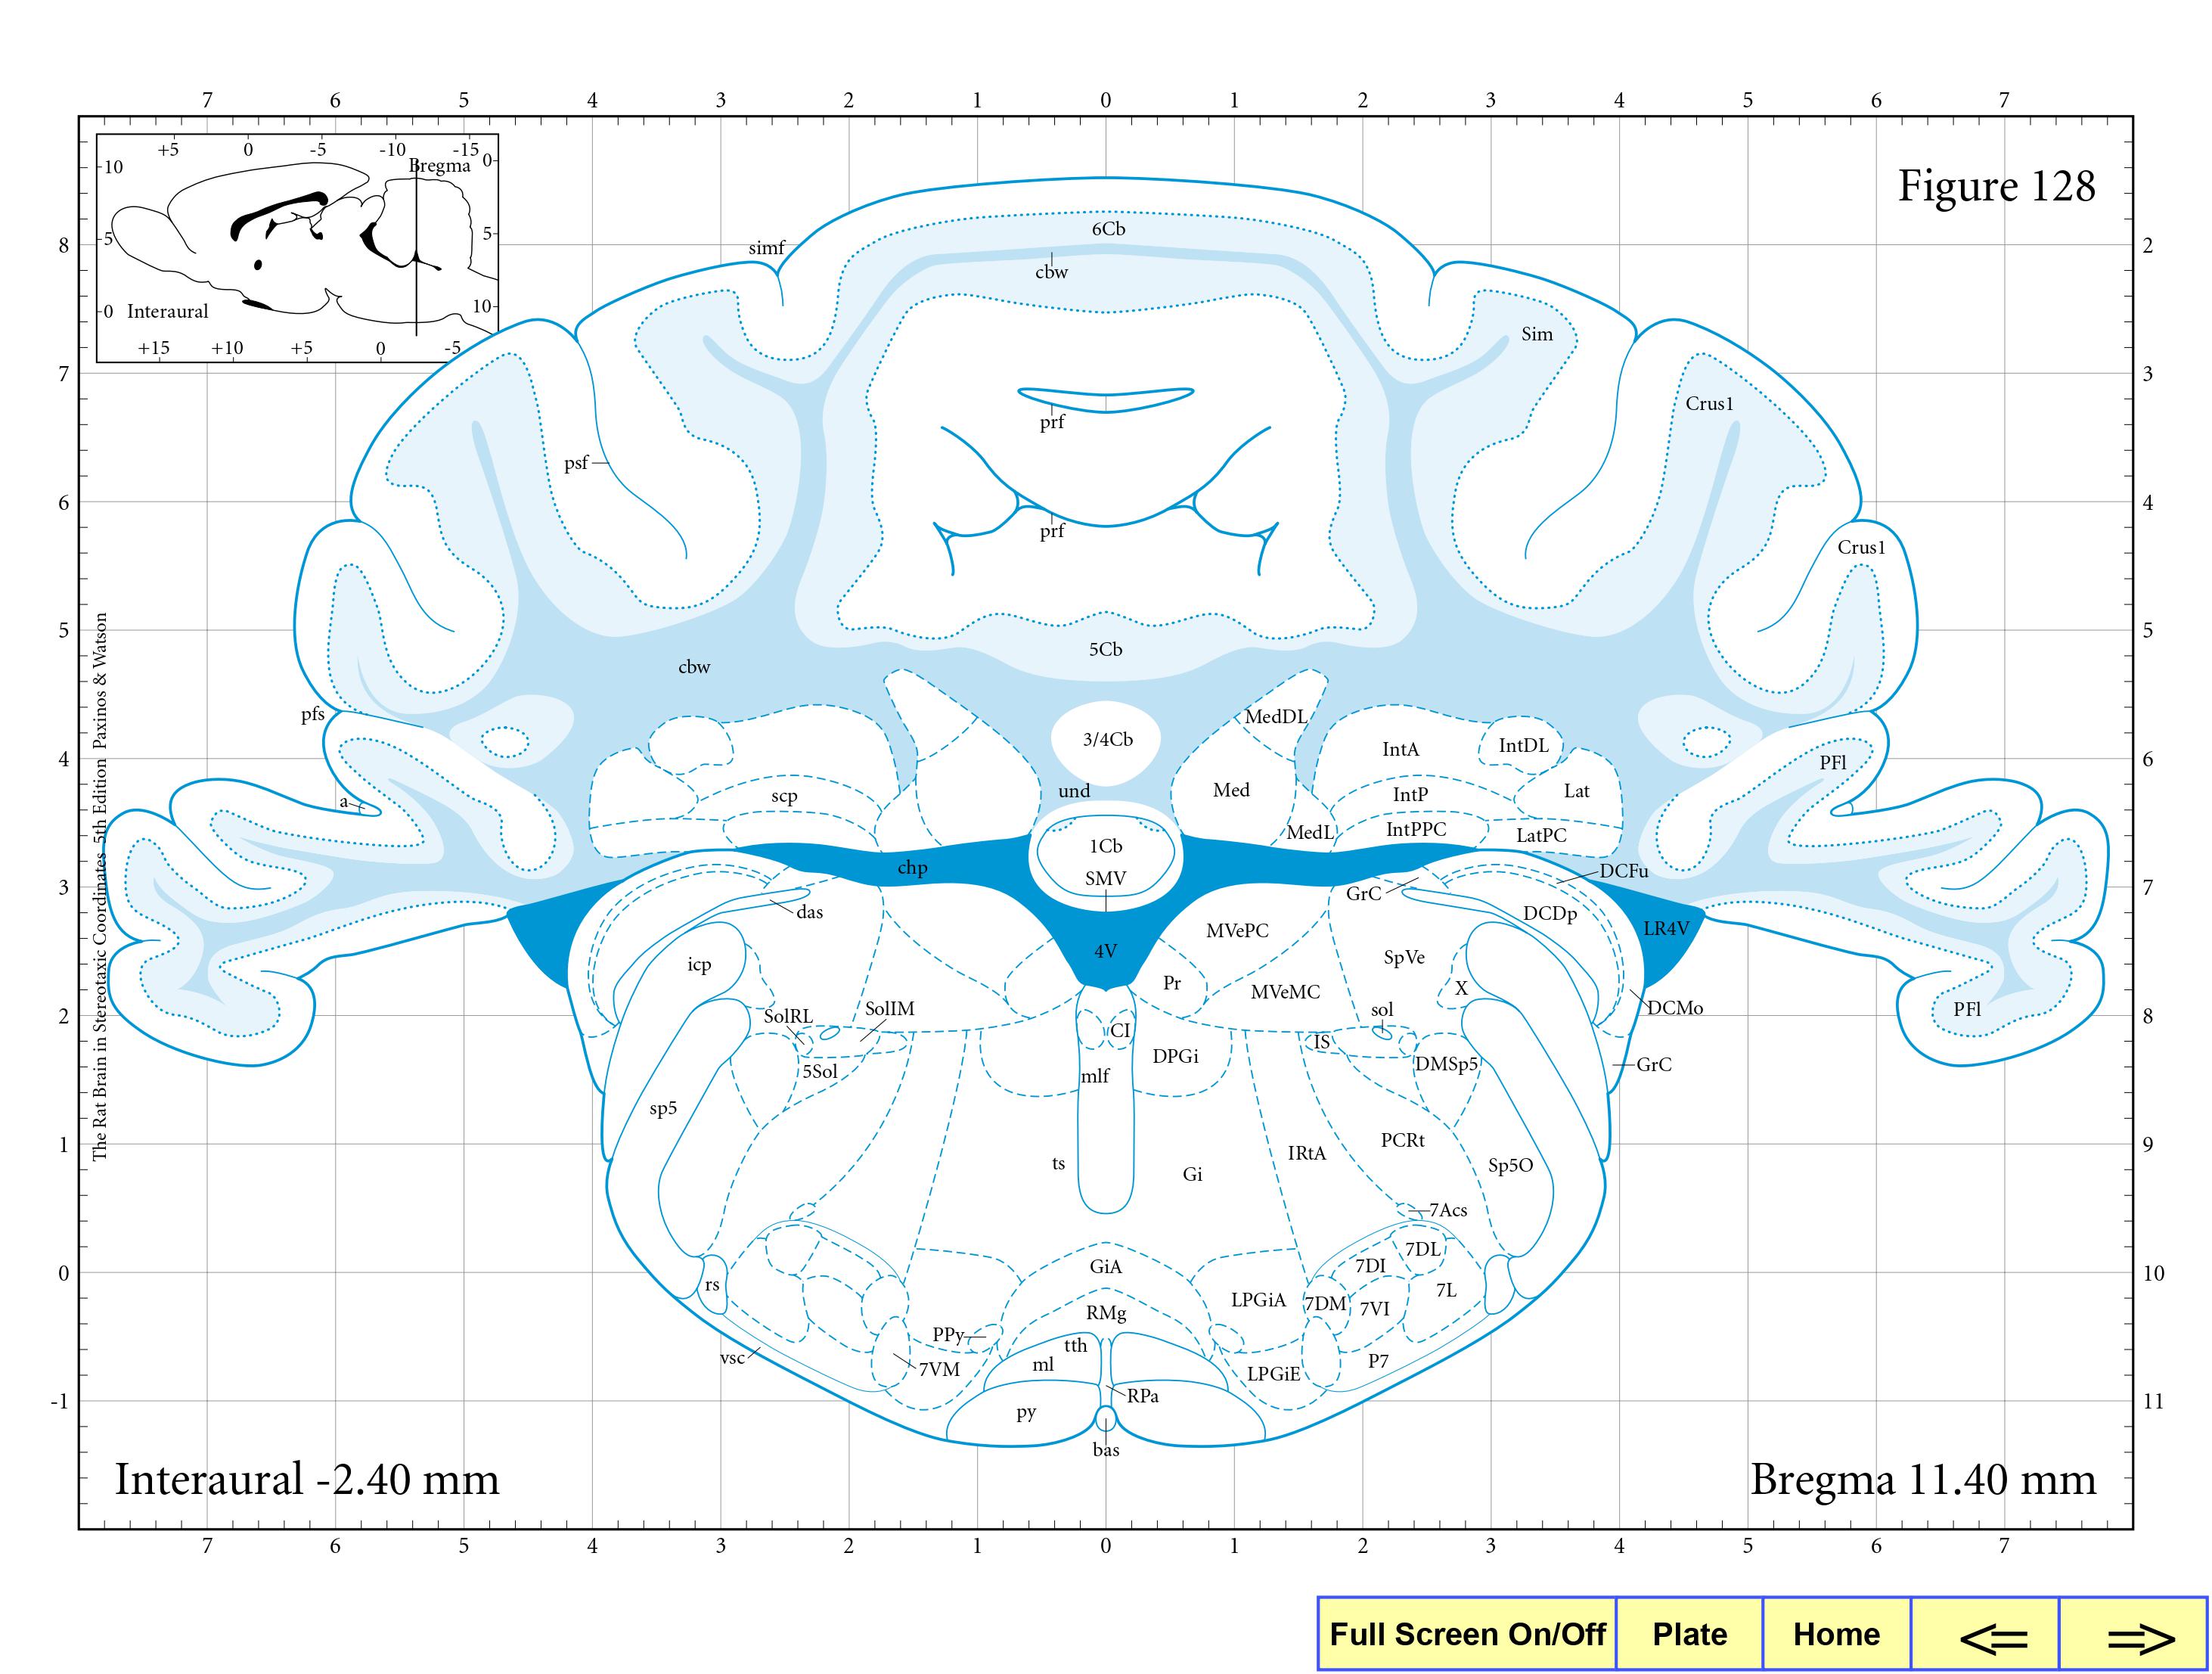 7 6 5 4 3 2 1 0 1 2 3 4 5 6 7
+5 0 -5 -10 -15
Bregma
0
10
5
5
10
0 Interaural
+15 +10 +5 0 -5
Figure 128
8
7
6
5
4
3
2
1
0
-1
2
3
4
5
6
7
8
9
10
11
The Rat Brain in Stereotaxic Coordinates 5th Edition Paxinos & Watson
6Cb
simf
cbw
Sim
Crus1
prf
psf
prf
Crus1
5Cb
cbw
pfs
MedDL
3/4Cb
IntA
IntDL
PFl
a
scp
und
Med
IntP
Lat
MedL
IntPPC
LatPC
1Cb
chp
SMV
DCFu
GrC
das
DCDp
LR4V
MVePC
4V
icp
SpVe
Pr
X
MVeMC
SolRL
SolIM
sol
DCMo
PFl
CI
IS
DPGi
DMSp5
GrC
5Sol
mlf
sp5
PCRt
IRtA
ts
Gi
Sp5O
7Acs
7DL
GiA
7DI
rs
7L
LPGiA
7DM
7VI
RMg
PPy
tth
vsc
ml
7VM
P7
LPGiE
RPa
py
bas
Interaural -2.40 mm
Bregma 11.40 mm
7 6 5 4 3 2 1 0 1 2 3 4 5 6 7
Full Screen On/Off Plate Home <= =>